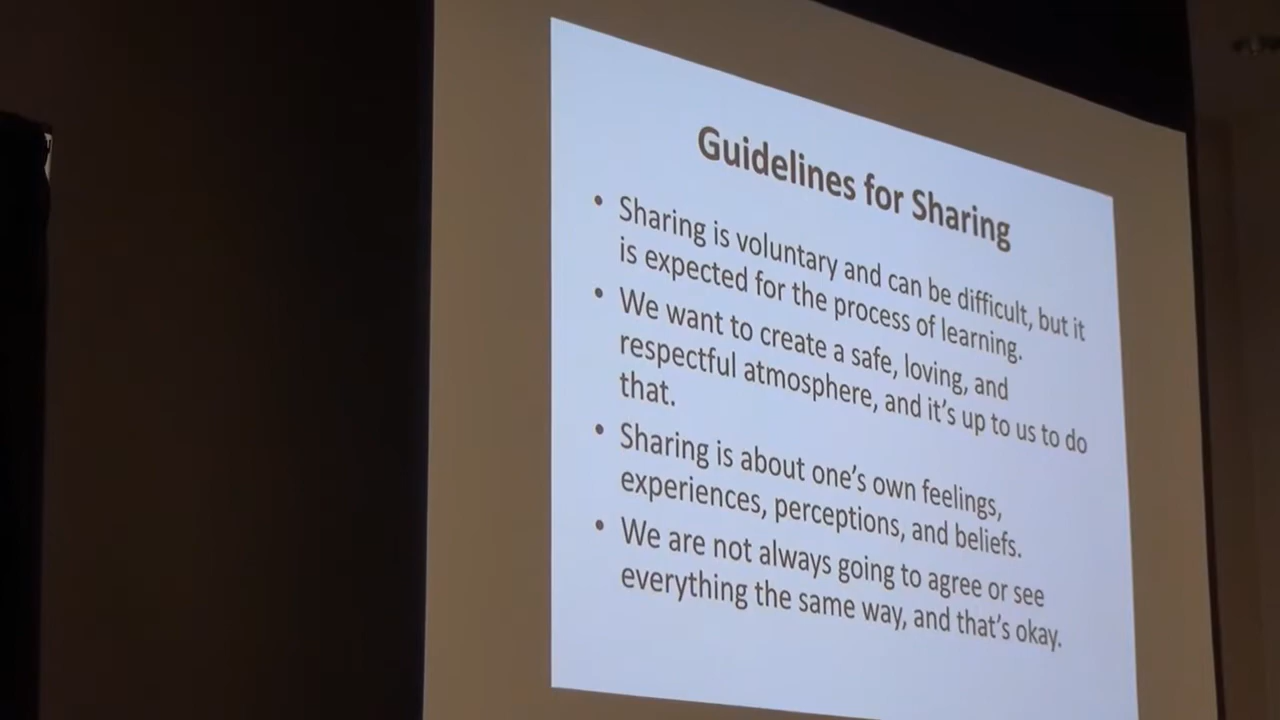 Guidelines for Sharing
• Sharing is voluntary and can be difficult, but it
is expected for the process of learning.
• We want to create a safe, loving, and
respectful atmosphere, and it's up to us to do
that.
• Sharing is about one's own feelings,
experiences, perceptions, and beliefs.
• We are not always going to agree or see
everything the same way, and that's okay.